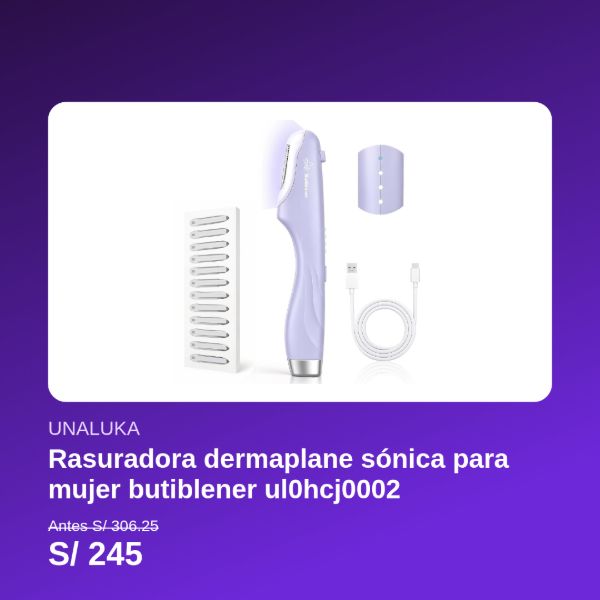 UNALUKA
Rasuradora dermaplane sónica para
mujer butiblener ul0hcj0002
Antes S/ 306.25
S/ 245